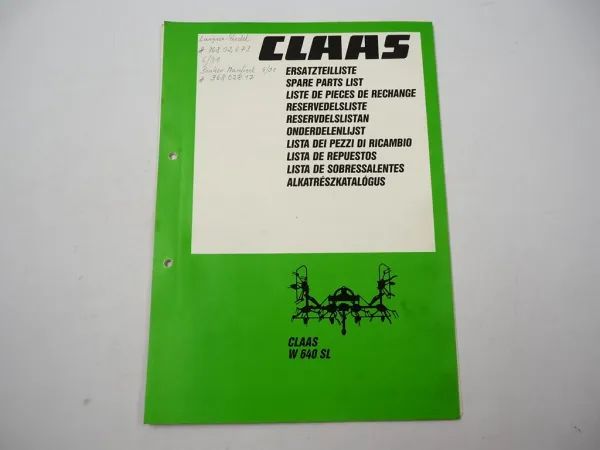 CLAAS
ERSATZTEILLISTE
SPARE PARTS LIST
LISTE DE PIECES DE RECHANGE
RESERVEDELSLISTE
RESERVDELSLISTAN
ONDERDELENLIJST
LISTA DEI PEZZI DI RICAMBIO
LISTA DE REPUESTOS
LISTA DE SOBRESSALENTES
ALKATRÉSZKATALÓGUS
CLAAS
W 640 SL